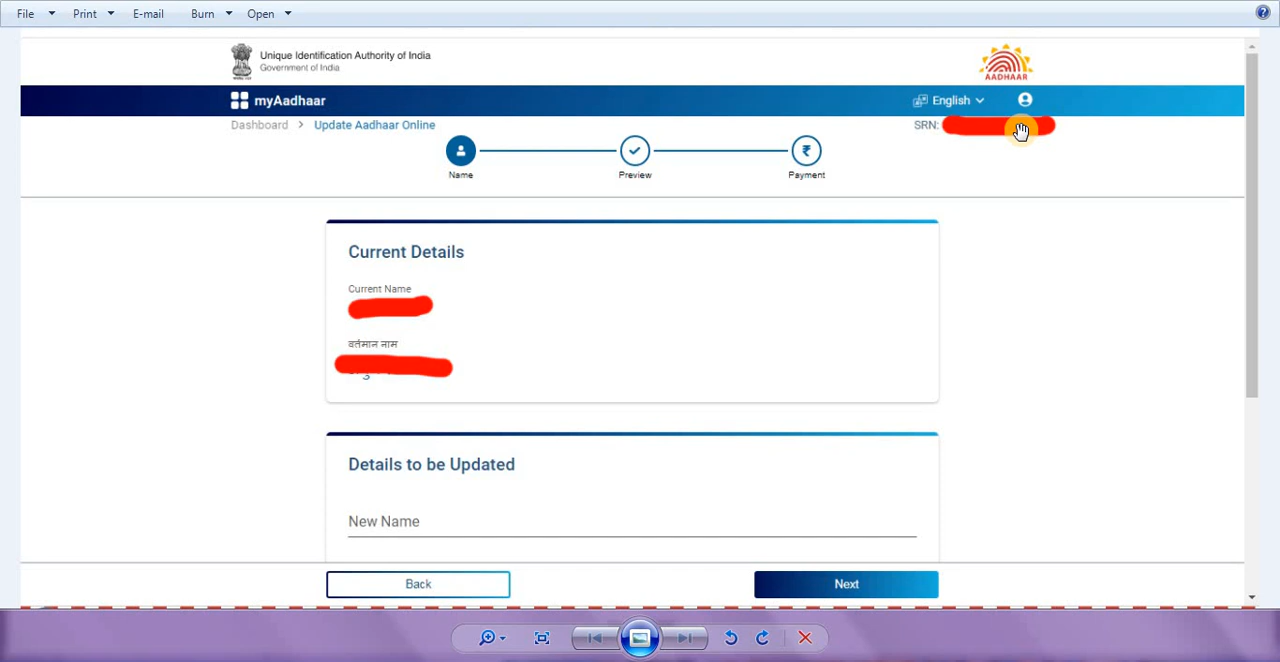 File Print E-mail Burn Open
Unique Identification Authority of India
Government of India
AADHAAR
myAadhaar English
Dashboard > Update Aadhaar Online SRN:
Name Preview Payment
Current Details
Current Name
वर्तमान नाम
Details to be Updated
New Name
Back Next